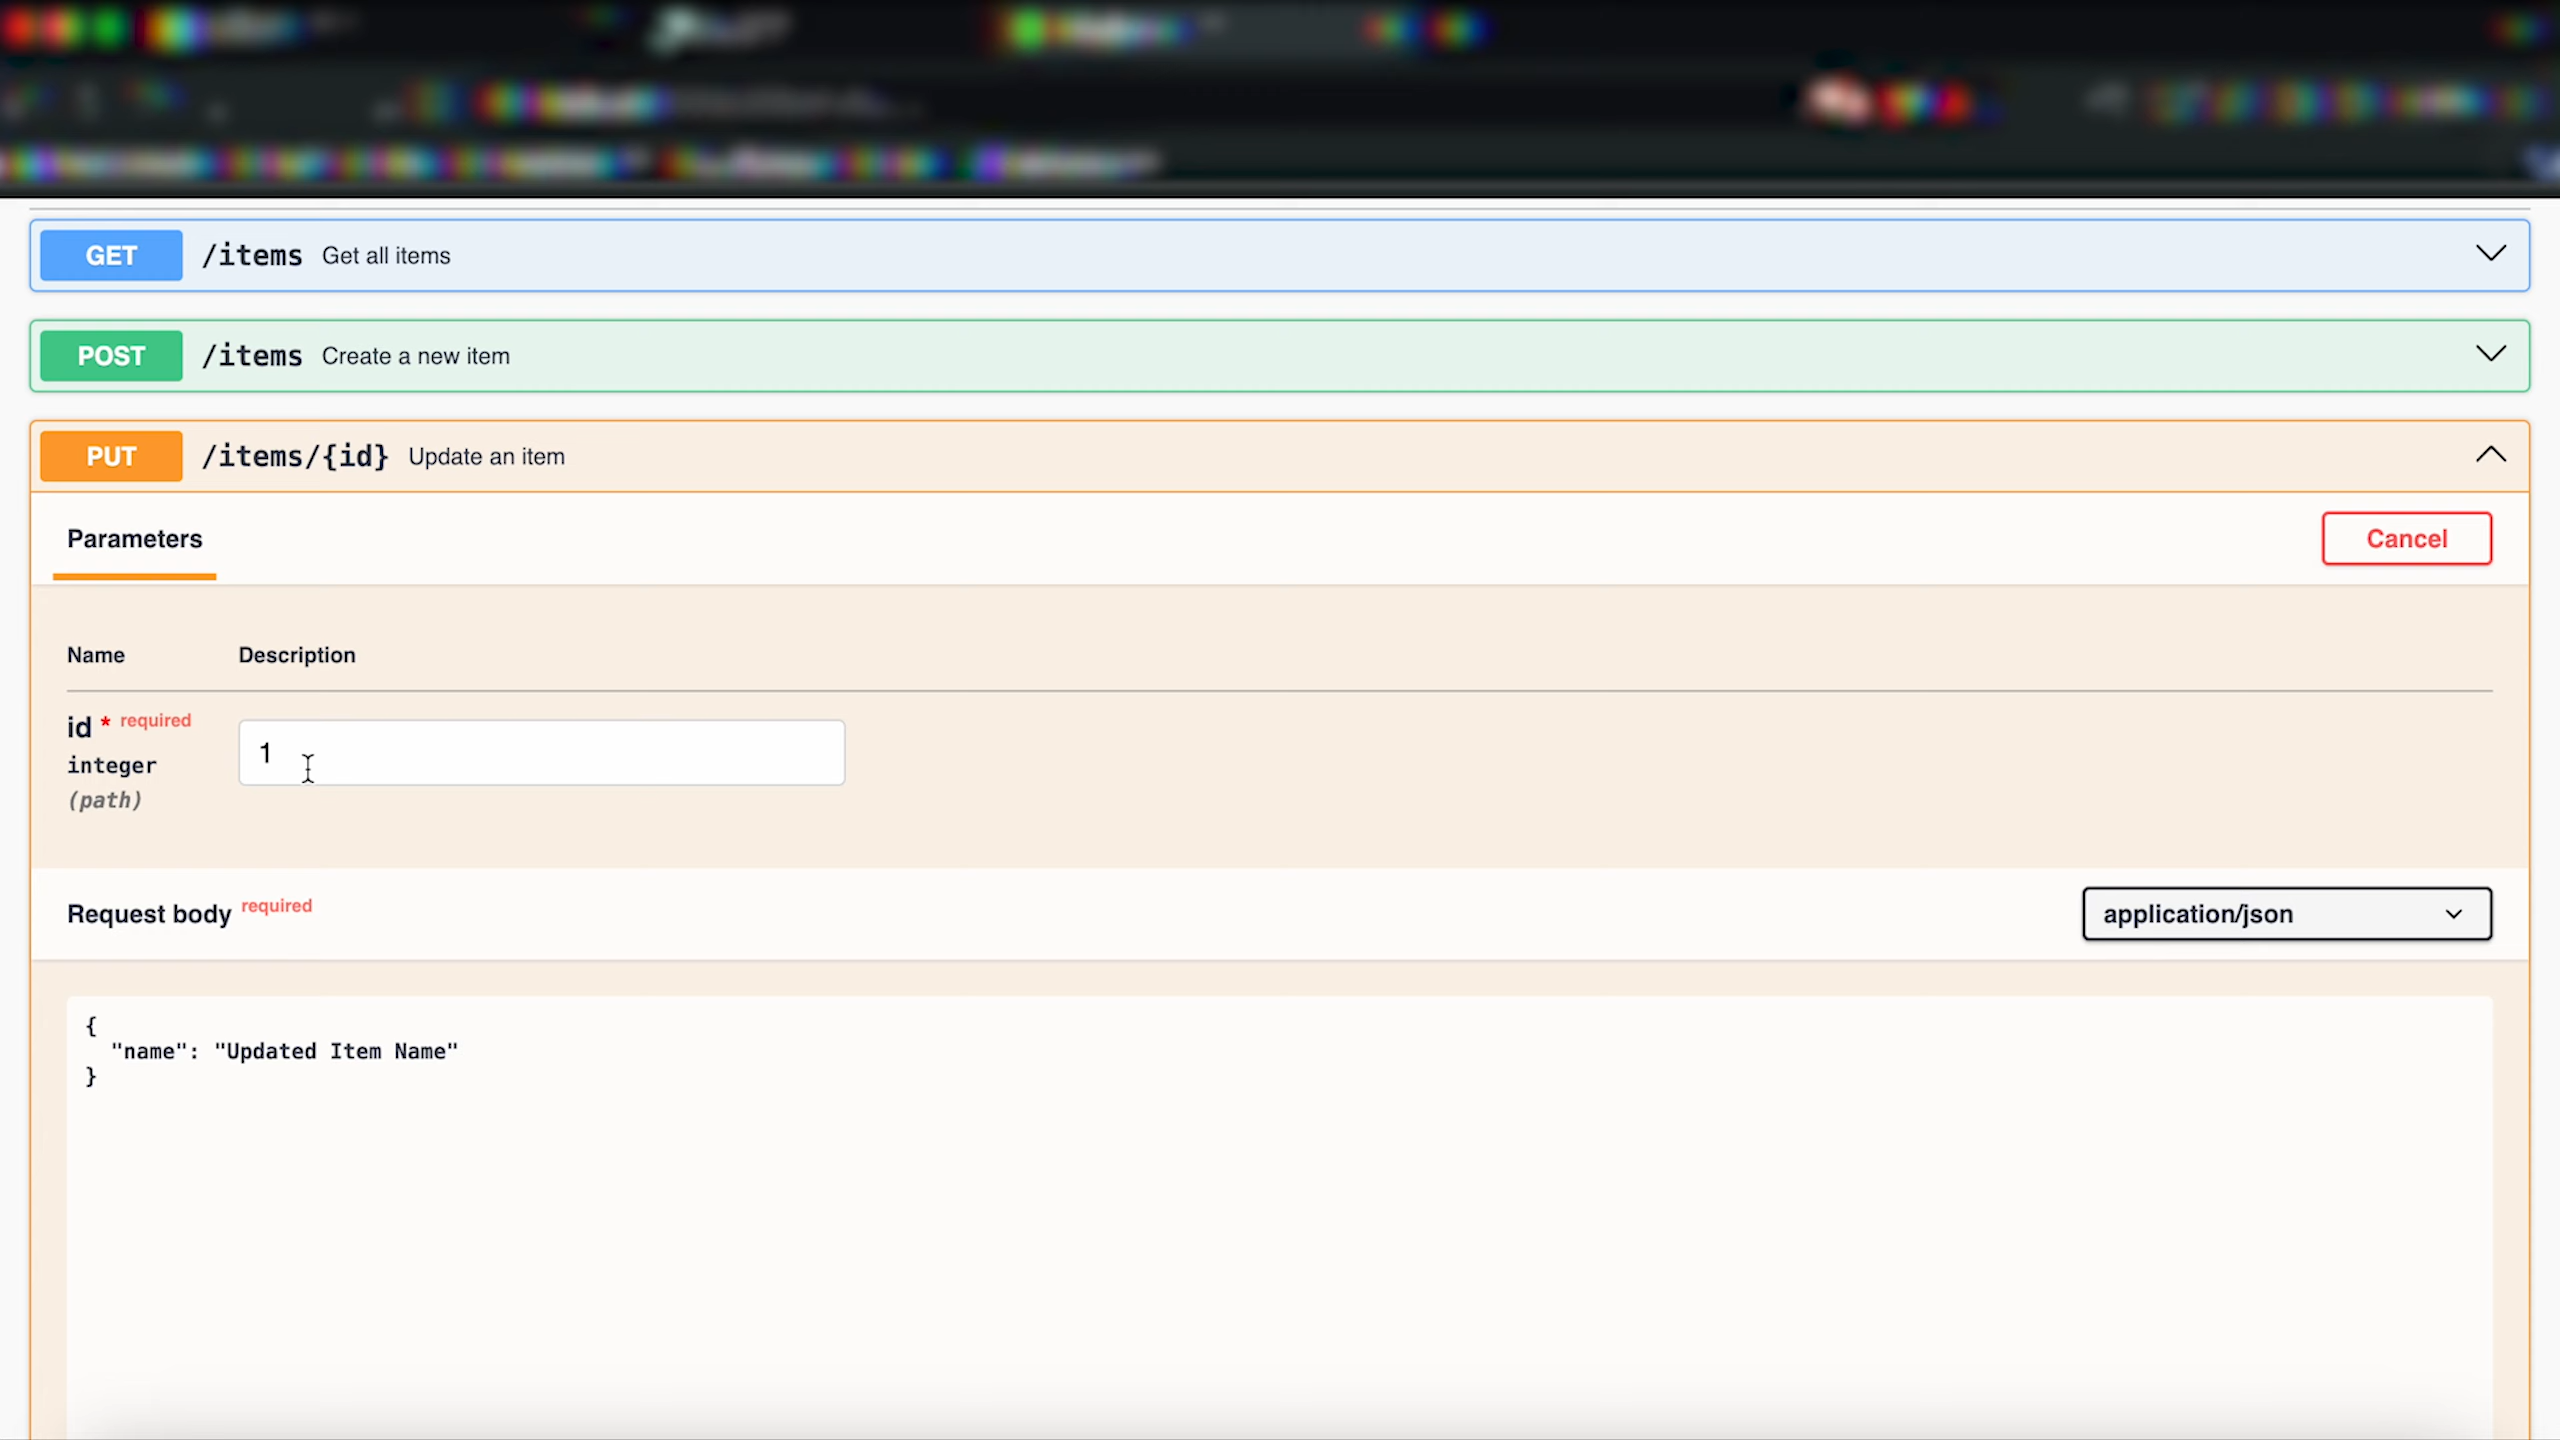 GET /items Get all items
POST /items Create a new item
PUT /items/{id} Update an item
Parameters
Cancel
Name Description
id * required
integer
(path)
1
Request body required
application/json
{
"name": "Updated Item Name"
}